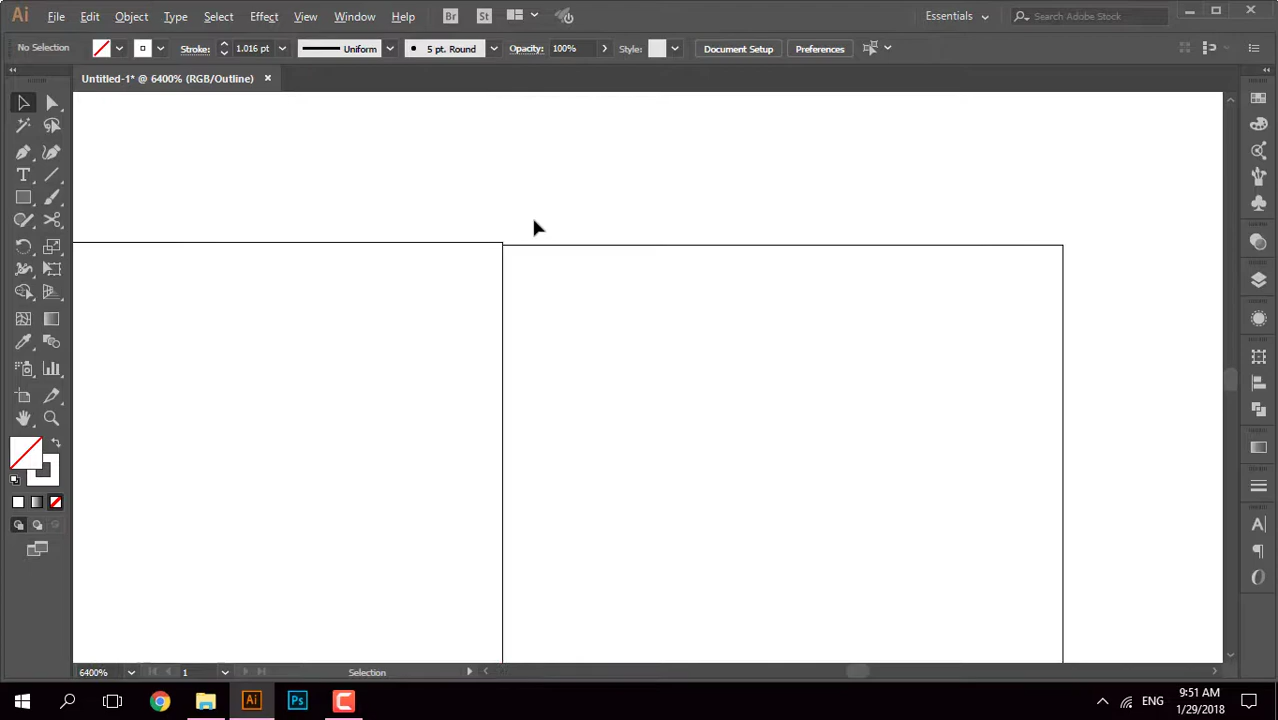 Ai File Edit Object Type Select Effect View Window Help Br St Essentials Search Adobe Stock
No Selection Stroke: 1.016 pt Uniform 5 pt. Round Opacity: 100% Style: Document Setup Preferences
Untitled-1* @ 6400% (RGB/Outline) ×
6400% 1 Selection
Ai Ps C ENG 9:51 AM
1/29/2018